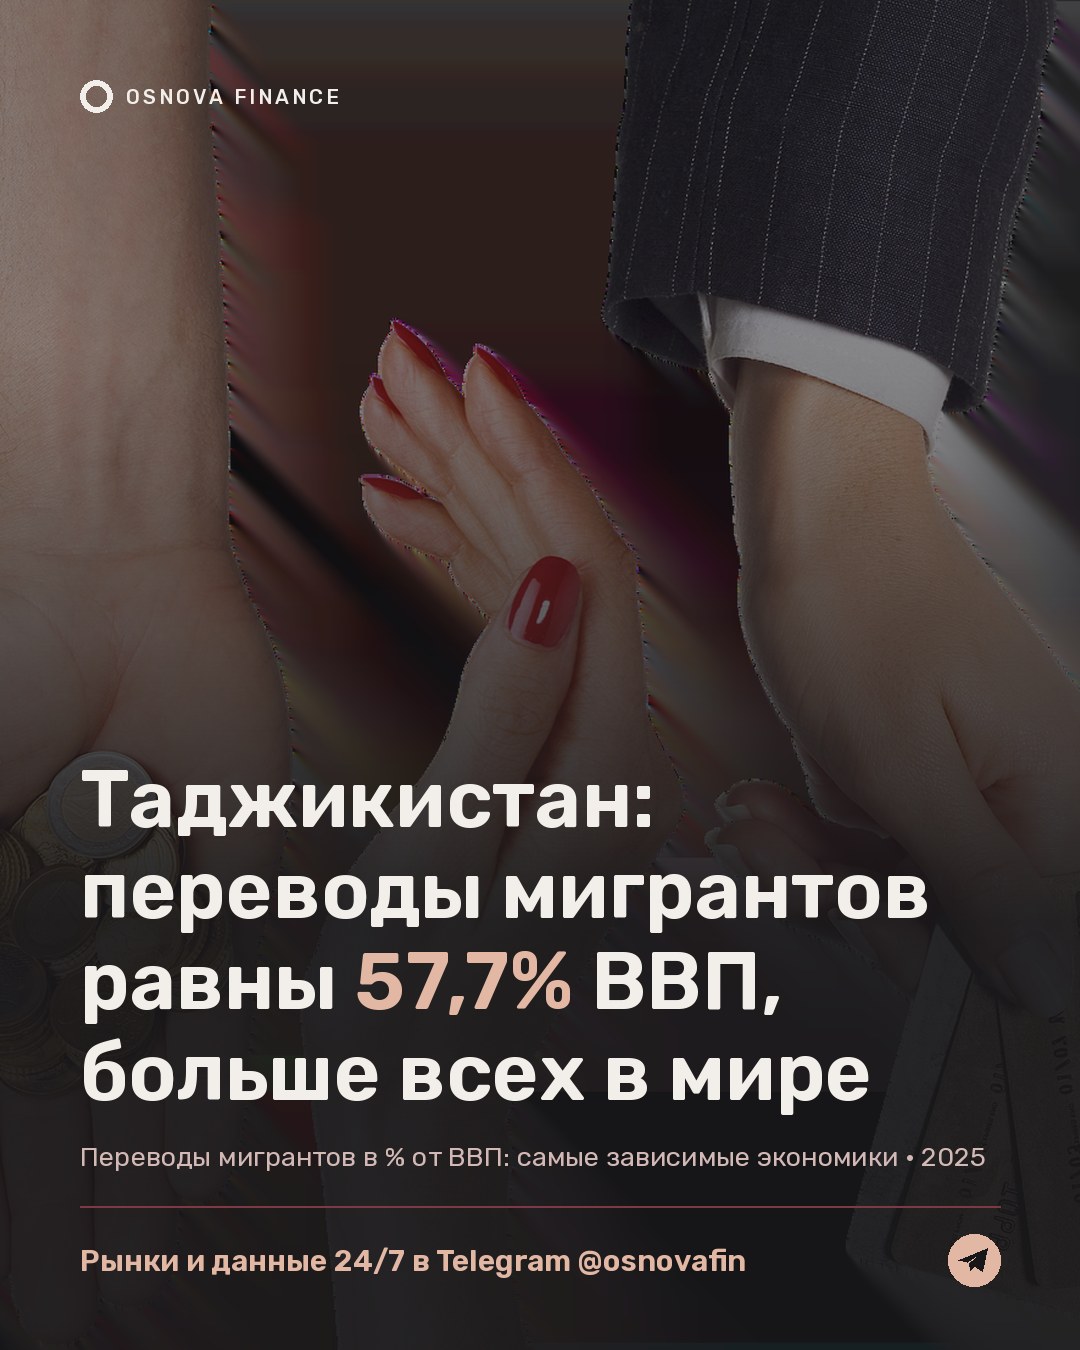 OSNOVA FINANCE
Таджикистан:
переводы мигрантов
равны 57,7% ВВП,
больше всех в мире
Переводы мигрантов в % от ВВП: самые зависимые экономики • 2025
Рынки и данные 24/7 в Telegram @osnovafin